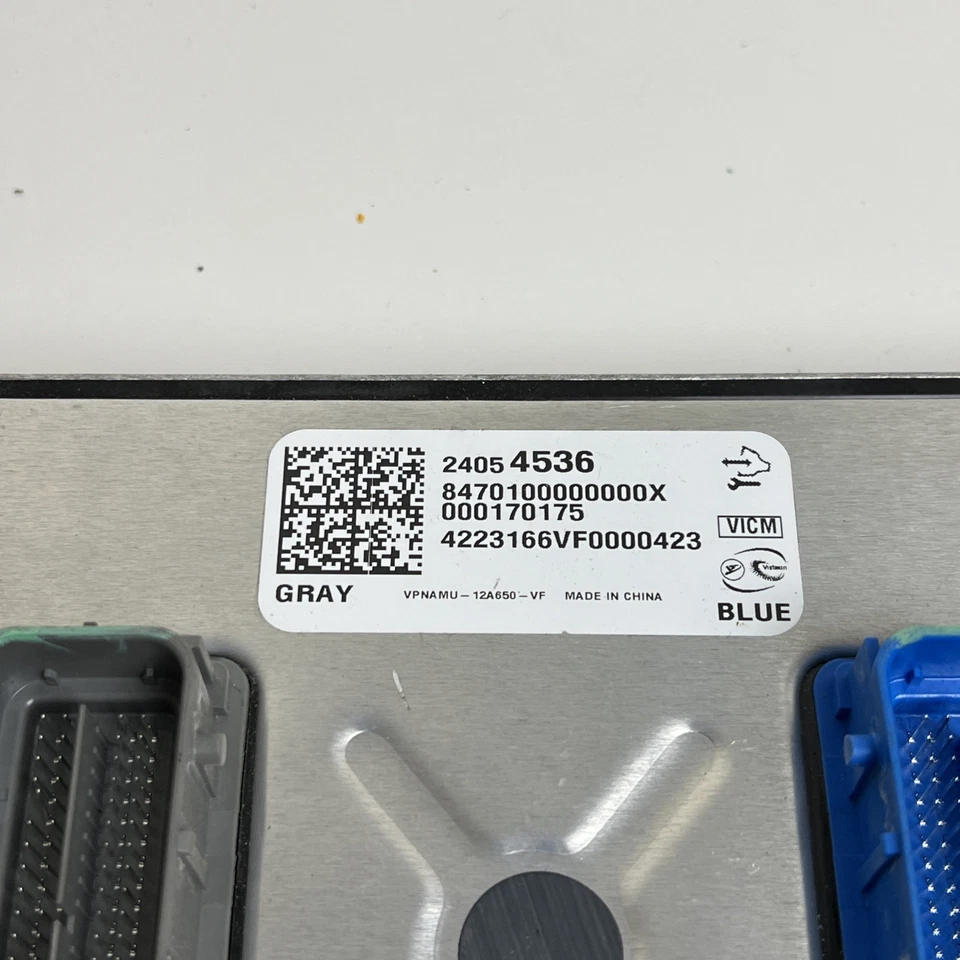 2405 4536
8470100000000X
000170175
4223166VF0000423
VICM
GRAY
VPNAMU-12A650-VF MADE IN CHINA
BLUE